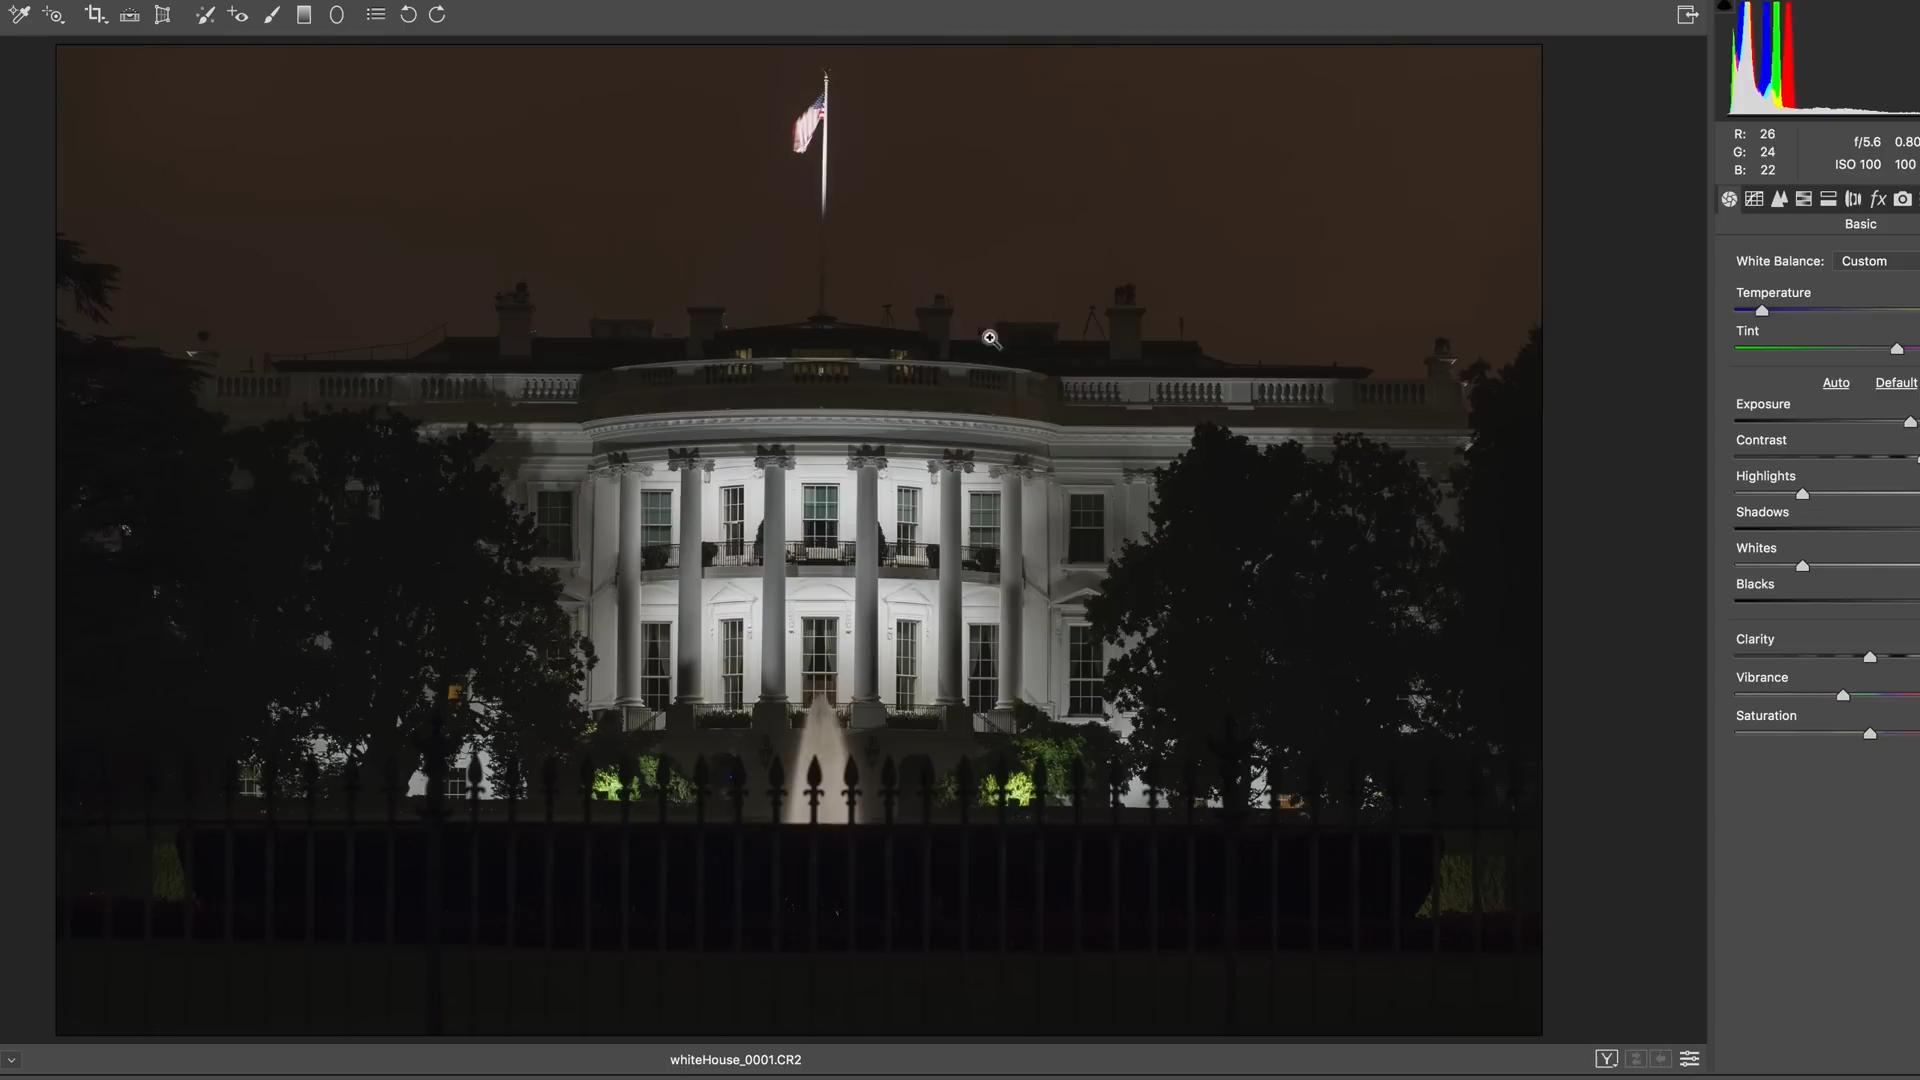 R: 26
G: 24
B: 22
f/5.6 0.80
ISO 100 100
fx
Basic
White Balance: Custom
Temperature
Tint
Auto Default
Exposure
Contrast
Highlights
Shadows
Whites
Blacks
Clarity
Vibrance
Saturation
whiteHouse_0001.CR2
Y